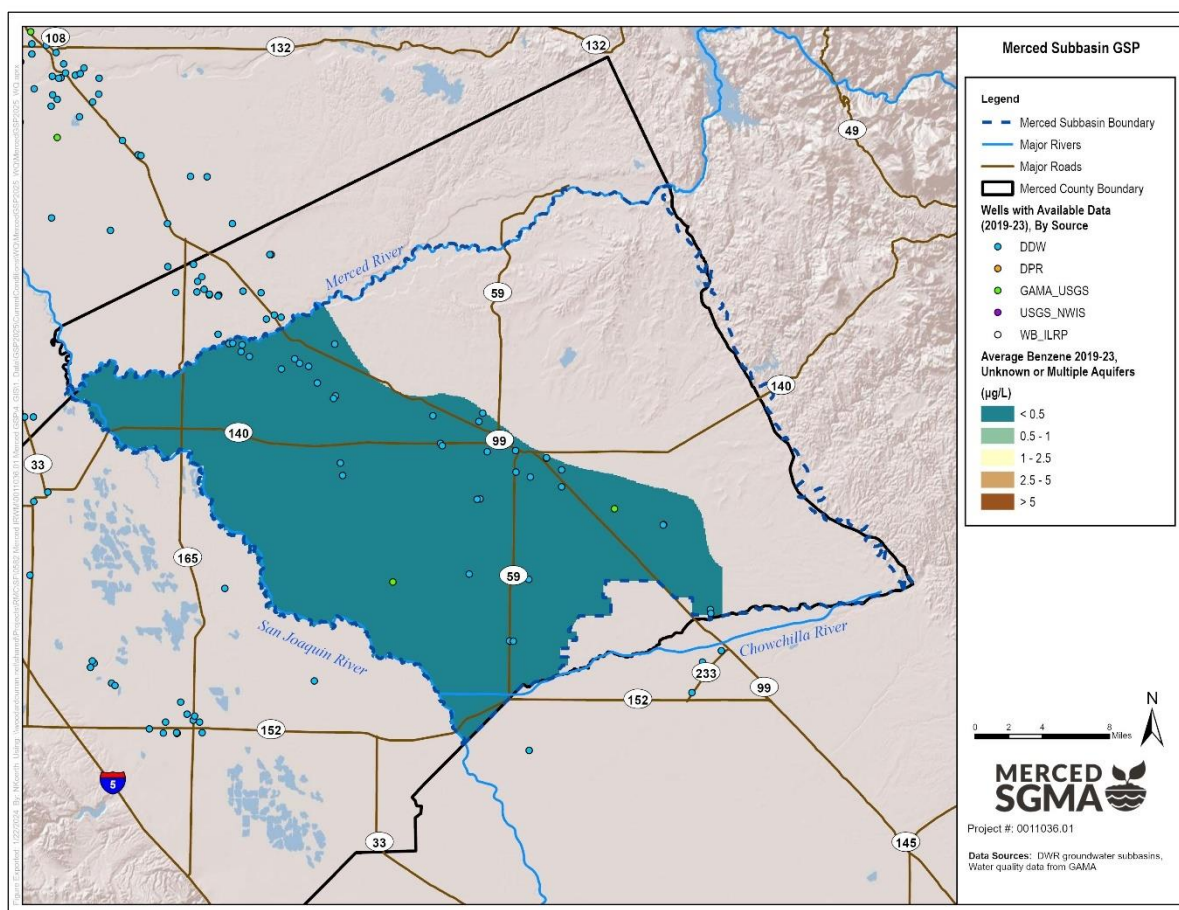 108
132
132
49
Merced River
59
140
140
99
33
165
59
San Joaquin River
Chowchilla River
233
99
152
152
5
33
145
Merced Subbasin GSP
Legend
Merced Subbasin Boundary
Major Rivers
Major Roads
Merced County Boundary
Wells with Available Data
(2019-23), By Source
DDW
DPR
GAMA_USGS
USGS_NWIS
WB_ILRP
Average Benzene 2019-23,
Unknown or Multiple Aquifers
(µg/L)
< 0.5
0.5 - 1
1 - 2.5
2.5 - 5
> 5
N
0 2 4 8
Miles
MERCED
SGMA
Project #: 0011036.01
Data Sources: DWR groundwater subbasins,
Water quality data from GAMA